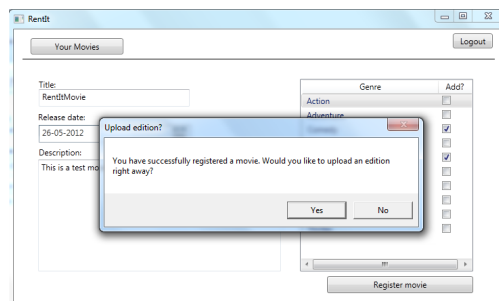 RentIt
Your Movies
Logout
Title:
RentItMovie
Release date:
26-05-2012
Description:
This is a test mo
Genre Add?
Action
Adventure
Upload edition?
You have successfully registered a movie. Would you like to upload an edition
right away?
Yes No
Register movie